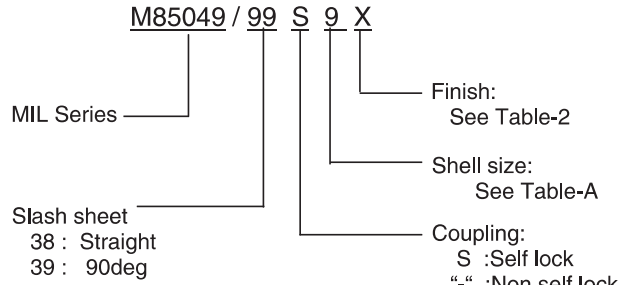 M85049 / 99 S 9 X
MIL Series
Finish:
See Table-2
Shell size:
See Table-A
Slash sheet
38 : Straight
39 : 90deg
Coupling:
S :Self lock
"-" :Non self lock